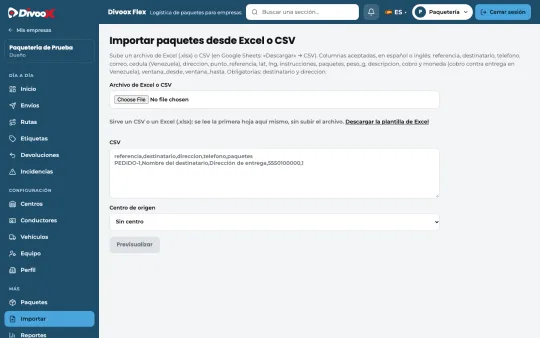 DivooX
Divoox Flex
Logística de paquetes para empresas
Buscar una sección...
ES
P
Paquetería
Cerrar sesión
Mis empresas
Paquetería de Prueba
Dueño
DÍA A DÍA
Inicio
Envíos
Rutas
Etiquetas
Devoluciones
Incidencias
CONFIGURACIÓN
Centros
Conductores
Vehículos
Equipo
Perfil
MÁS
Paquetes
Importar
Reportes
Importar paquetes desde Excel o CSV
Sube un archivo de Excel (.xlsx) o CSV (en Google Sheets: «Descargar» → CSV). Columnas aceptadas, en español o inglés: referencia, destinatario, telefono,
correo, cedula (Venezuela), direccion, punto, referencia, lat, lng, instrucciones, paquetes, peso_g, descripcion, cobro y moneda (cobro contra entrega en
Venezuela), ventana_desde, ventana_hasta. Obligatorias: destinatario y direccion.
Archivo de Excel o CSV
Choose File No file chosen
Sirve un CSV o un Excel (.xlsx): se lee la primera hoja aquí mismo, sin subir el archivo. Descargar la plantilla de Excel
CSV
referencia,destinatario,direccion,telefono,paquetes
PEDIDO-1,Nombre del destinatario,Dirección de entrega,5550100000,1
Centro de origen
Sin centro
Previsualizar